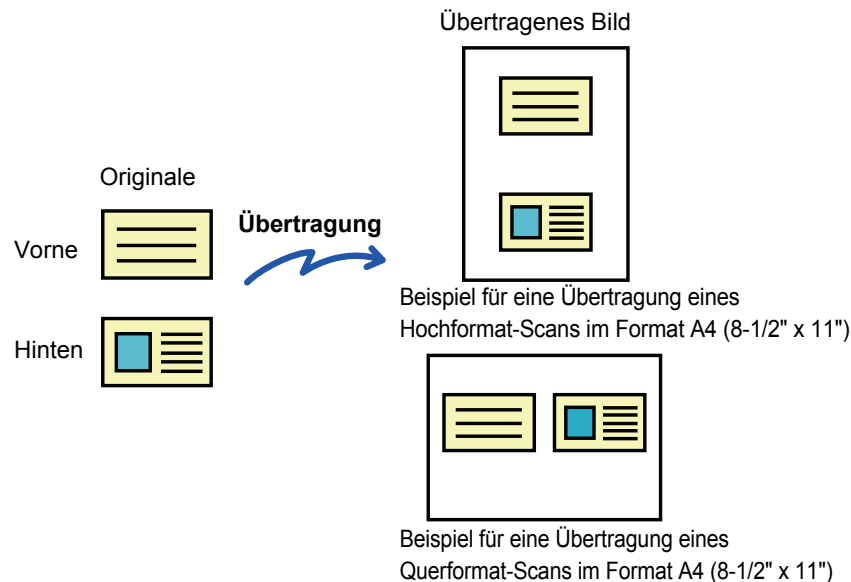 Übertragenes Bild
Originale
Vorne
Übertragung
Hinten
Beispiel für eine Übertragung eines
Hochformat-Scans im Format A4 (8-1/2" x 11")
Beispiel für eine Übertragung eines
Querformat-Scans im Format A4 (8-1/2" x 11")